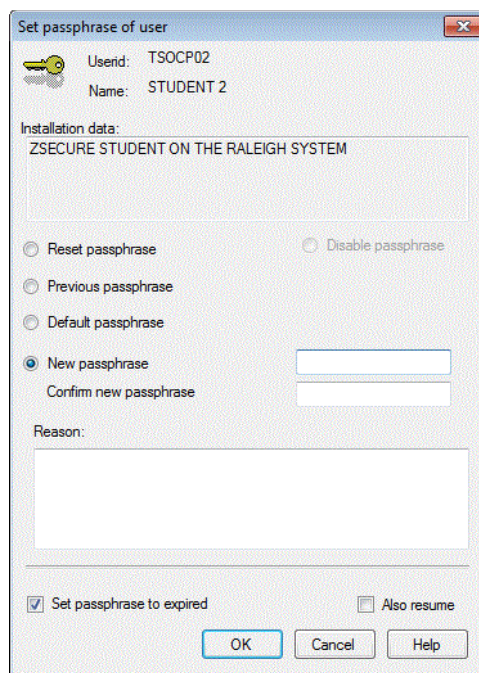 Set passphrase of user
Userid: TSOCP02
Name: STUDENT 2
Installation data:
ZSECURE STUDENT ON THE RALEIGH SYSTEM
Reset passphrase Disable passphrase
Previous passphrase
Default passphrase
New passphrase
Confirm new passphrase
Reason:
Set passphrase to expired Also resume
OK Cancel Help